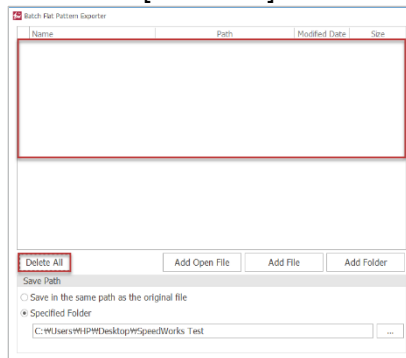 Batch Flat Pattern Exporter
Name Path Modified Date Size
Delete All Add Open File Add File Add Folder
Save Path
Save in the same path as the original file
Specified Folder
C:₩Users₩HP₩Desktop₩SpeedWorks Test ...